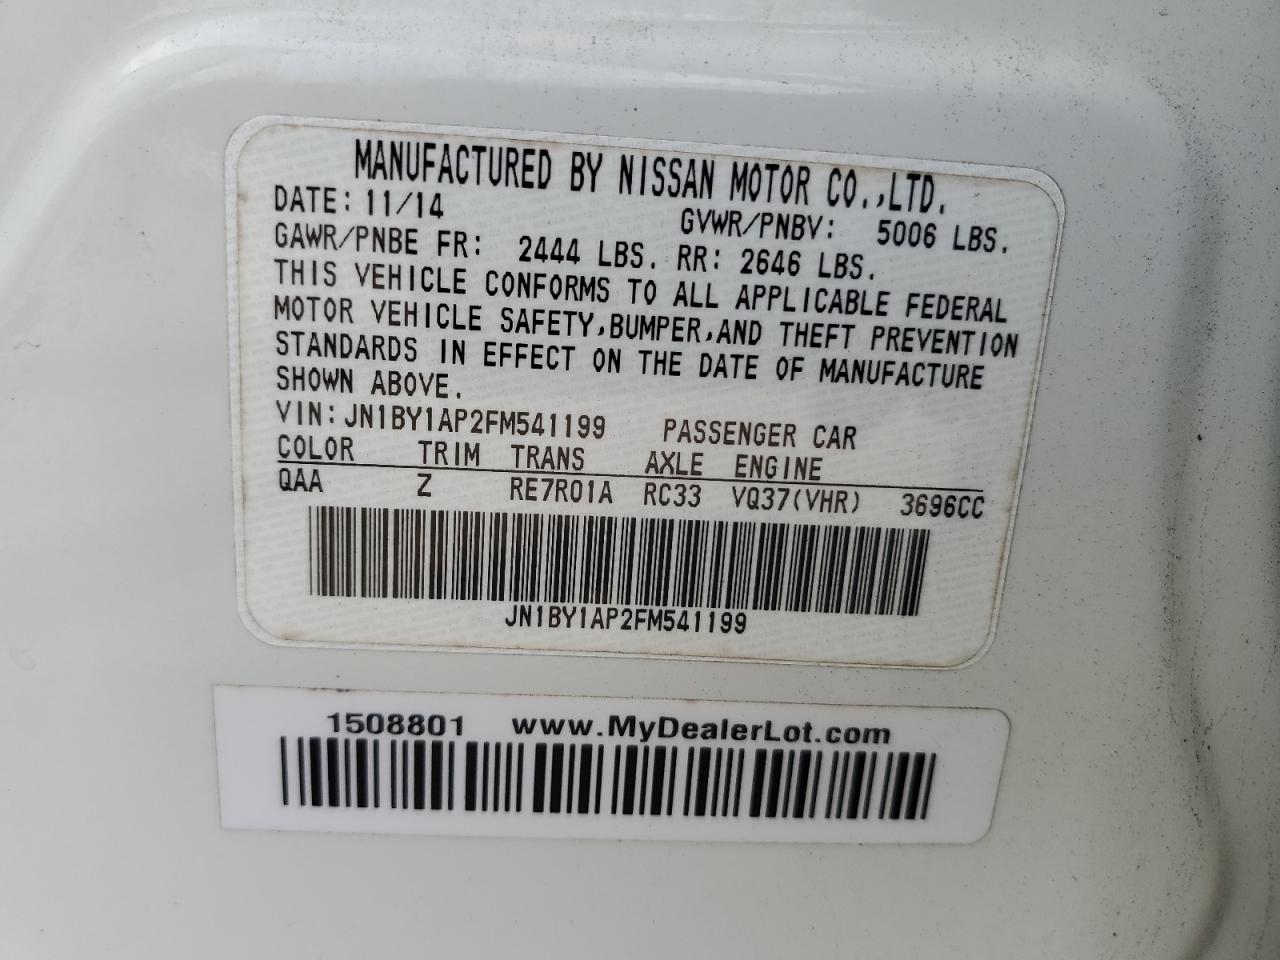 MANUFACTURED BY NISSAN MOTOR CO.,LTD.
DATE: 11/14 GVWR/PNBV: 5006 LBS.
GAWR/PNBE FR: 2444 LBS. RR: 2646 LBS.
THIS VEHICLE CONFORMS TO ALL APPLICABLE FEDERAL
MOTOR VEHICLE SAFETY,BUMPER,AND THEFT PREVENTION
STANDARDS IN EFFECT ON THE DATE OF MANUFACTURE
SHOWN ABOVE.
VIN: JN1BY1AP2FM541199 PASSENGER CAR
COLOR TRIM TRANS AXLE ENGINE
QAA Z RE7R01A RC33 VQ37(VHR) 3696CC
JN1BY1AP2FM541199
1508801 www.MyDealerLot.com